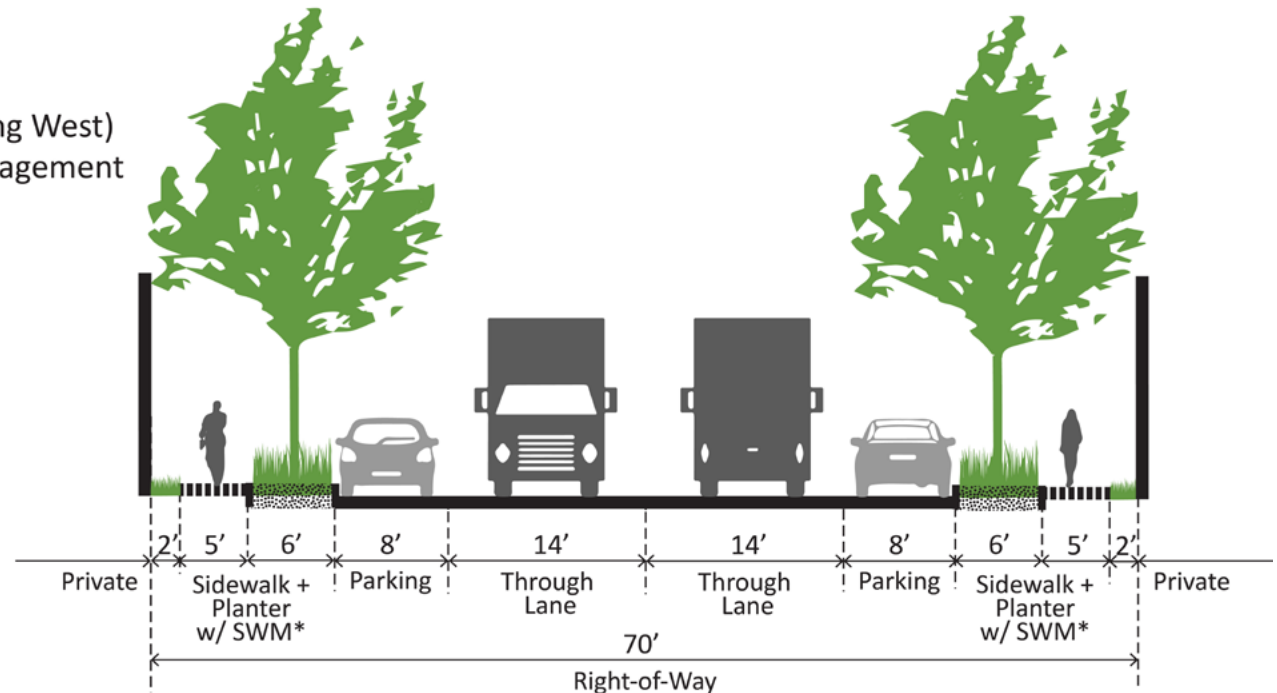 ng West)
agement
2' 5' 6' 8' 14' 14' 8' 6' 5' 2'
Private Sidewalk + Parking Through Through Parking Sidewalk + Private
Planter Lane Lane Planter
w/ SWM* w/ SWM*
70'
Right-of-Way